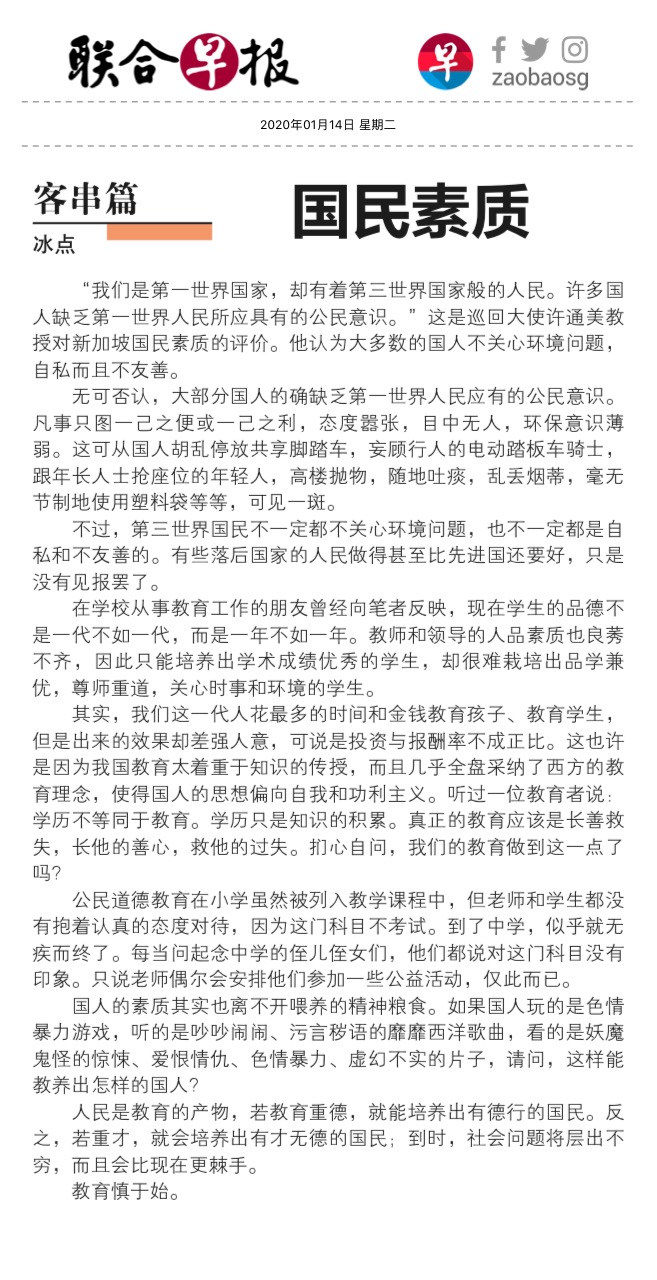 联合早报
早
zaobaosg
2020年01月14日 星期二
客串篇
国民素质
冰点
“我们是第一世界国家，却有着第三世界国家般的人民。许多国
人缺乏第一世界人民所应具有的公民意识。”这是巡回大使许通美教
授对新加坡国民素质的评价。他认为大多数的国人不关心环境问题，
自私而且不友善。
无可否认，大部分国人的确缺乏第一世界人民应有的公民意识。
凡事只图一己之便或一己之利，态度嚣张，目中无人，环保意识薄
弱。这可从国人胡乱停放共享脚踏车，妄顾行人的电动踏板车骑士，
跟年长人士抢座位的年轻人，高楼抛物，随地吐痰，乱丢烟蒂，毫无
节制地使用塑料袋等等，可见一斑。
不过，第三世界国民不一定都不关心环境问题，也不一定都是自
私和不友善的。有些落后国家的人民做得甚至比先进国还要好，只是
没有见报罢了。
在学校从事教育工作的朋友曾经向笔者反映，现在学生的品德不
是一代不如一代，而是一年不如一年。教师和领导的人品素质也良莠
不齐，因此只能培养出学术成绩优秀的学生，却很难栽培出品学兼
优，尊师重道，关心时事和环境的学生。
其实，我们这一代人花最多的时间和金钱教育孩子、教育学生，
但是出来的效果却差强人意，可说是投资与报酬率不成正比。这也许
是因为我国教育太着重于知识的传授，而且几乎全盘采纳了西方的教
育理念，使得国人的思想偏向自我和功利主义。听过一位教育者说：
学历不等同于教育。学历只是知识的积累。真正的教育应该是长善救
失，长他的善心，救他的过失。扪心自问，我们的教育做到这一点了
吗？
公民道德教育在小学虽然被列入教学课程中，但老师和学生都没
有抱着认真的态度对待，因为这门科目不考试。到了中学，似乎就无
疾而终了。每当问起念中学的侄儿侄女们，他们都说对这门科目没有
印象。只说老师偶尔会安排他们参加一些公益活动，仅此而已。
国人的素质其实也离不开喂养的精神粮食。如果国人玩的是色情
暴力游戏，听的是吵吵闹闹、污言秽语的靡靡西洋歌曲，看的是妖魔
鬼怪的惊悚、爱恨情仇、色情暴力、虚幻不实的片子，请问，这样能
教养出怎样的国人？
人民是教育的产物，若教育重德，就能培养出有德行的国民。反
之，若重才，就会培养出有才无德的国民；到时，社会问题将层出不
穷，而且会比现在更棘手。
教育慎于始。